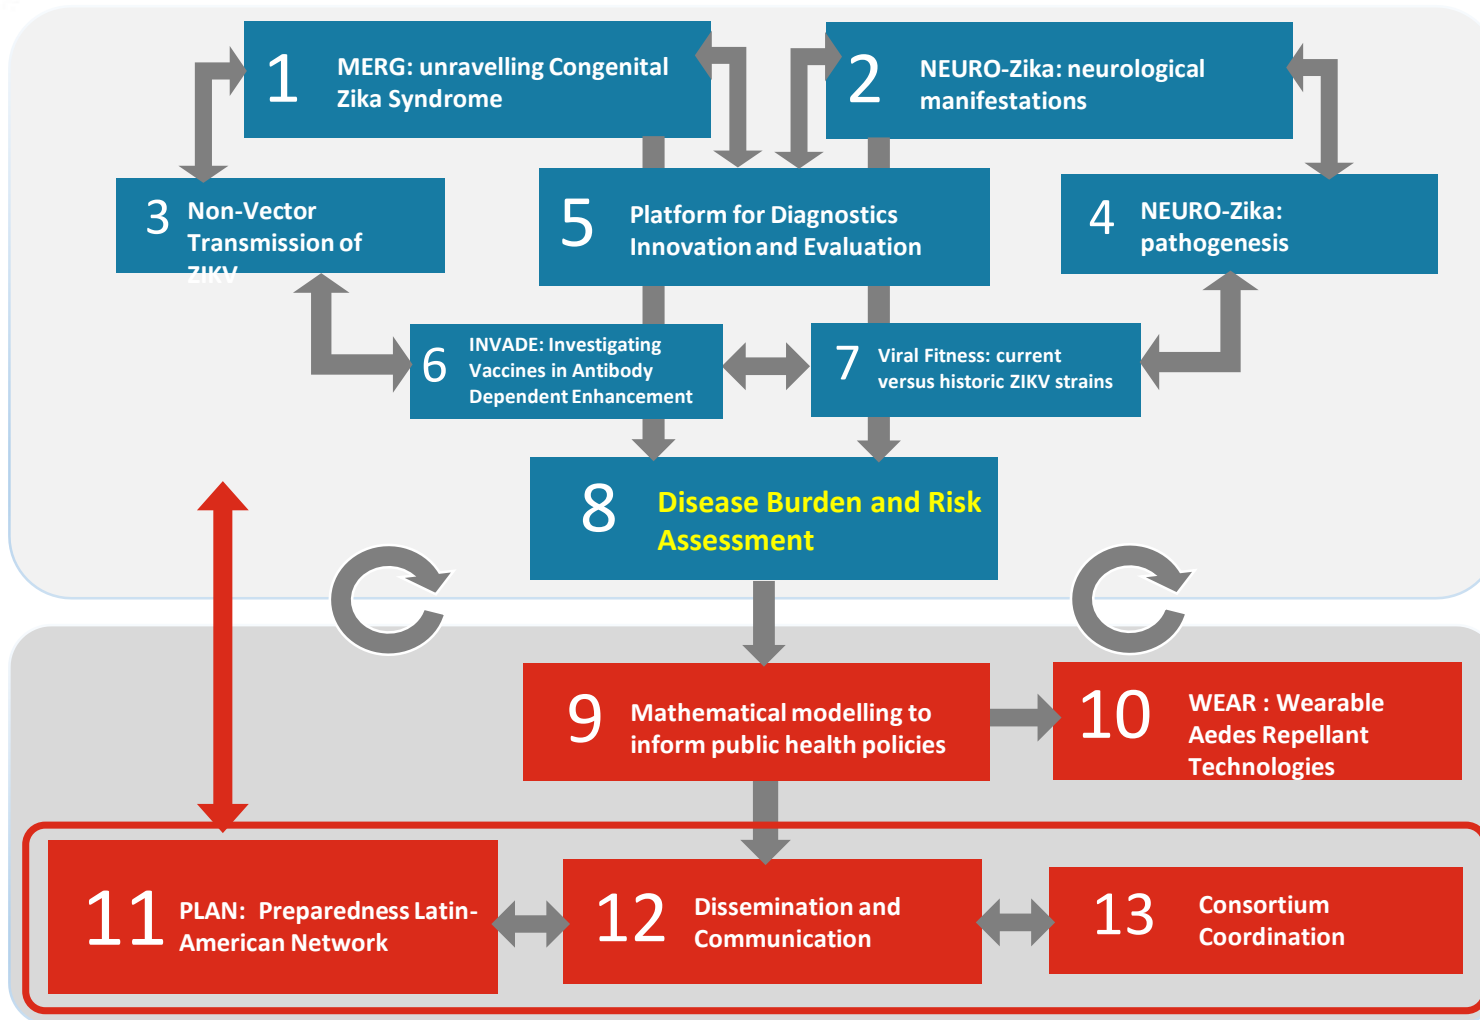 1
MERG: unravelling Congenital
Zika Syndrome
2
NEURO-Zika: neurological
manifestations
3
Non-Vector
Transmission of
ZIKV
5
Platform for Diagnostics
Innovation and Evaluation
4
NEURO-Zika:
pathogenesis
6
INVADE: Investigating
Vaccines in Antibody
Dependent Enhancement
7
Viral Fitness: current
versus historic ZIKV strains
8
Disease Burden and Risk
Assessment
9
Mathematical modelling to
inform public health policies
10
WEAR : Wearable
Aedes Repellant
Technologies
11
PLAN: Preparedness Latin-
American Network
12
Dissemination and
Communication
13
Consortium
Coordination